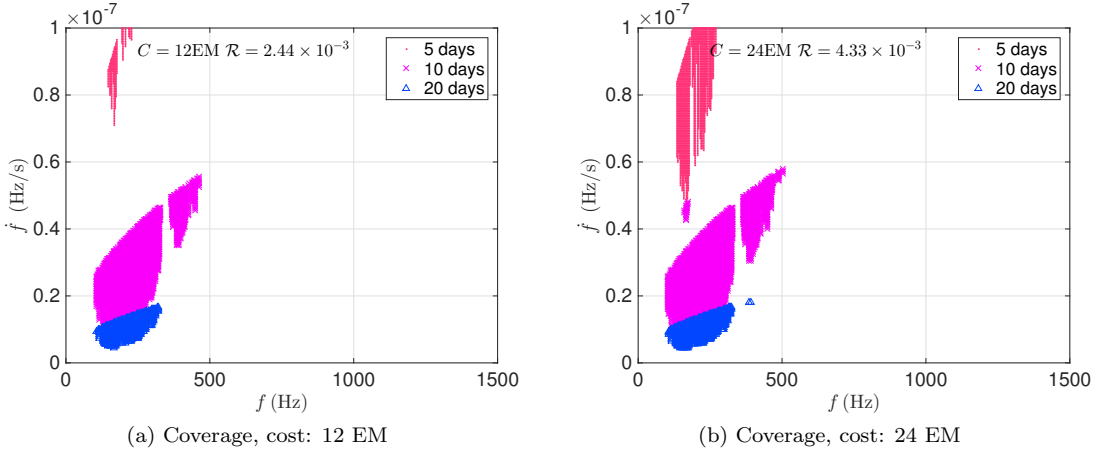 × 10^-7
C = 12EM R = 2.44 × 10^-3
5 days
10 days
20 days
1
0.8
0.6
0.4
0.2
0
ḟ (Hz/s)
0 500 1000 1500
f (Hz)
(a) Coverage, cost: 12 EM
× 10^-7
C = 24EM R = 4.33 × 10^-3
5 days
10 days
20 days
1
0.8
0.6
0.4
0.2
0
ḟ (Hz/s)
0 500 1000 1500
f (Hz)
(b) Coverage, cost: 24 EM